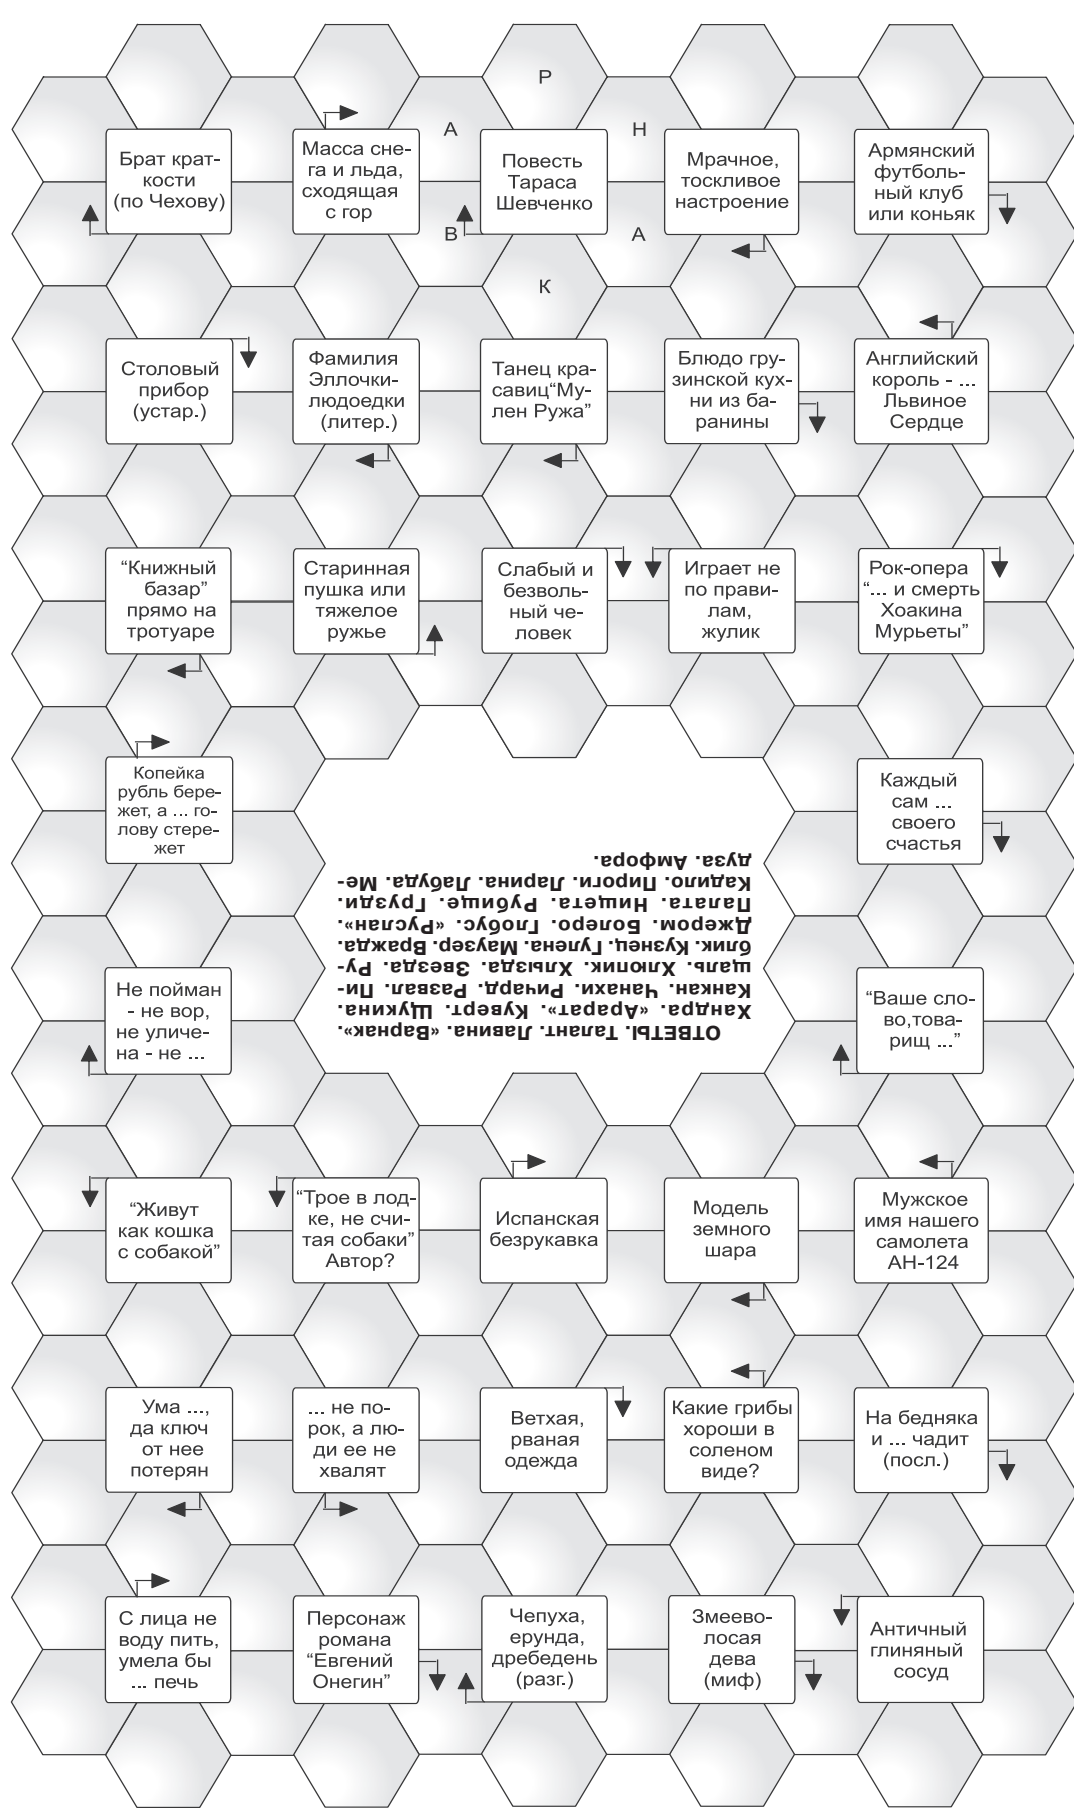 Р
А
Н
Брат крат-
кости
(по Чехову)
Масса сне-
га и льда,
сходящая
с гор
Повесть
Тараса
Шевченко
Мрачное,
тоскливое
настроение
Армянский
футболь-
ный клуб
или коньяк
В
А
К
Столовый
прибор
(устар.)
Фамилия
Эллочки-
людоедки
(литер.)
Танец кра-
савиц“Му-
лен Ружа”
Блюдо гру-
зинской кух-
ни из ба-
ранины
Английский
король - ...
Львиное
Сердце
“Книжный
базар”
прямо на
тротуаре
Старинная
пушка или
тяжелое
ружье
Слабый и
безволь-
ный че-
ловек
Играет не
по прави-
лам,
жулик
Рок-опера
“... и смерть
Хоакина
Мурьеты”
Копейка
рубль бере-
жет, а ... го-
лову стере-
жет
Каждый
сам ...
своего
счастья
Не пойман
- не вор,
не уличе-
на - не ...
“Ваше сло-
во,това-
рищ ...”
ОТВЕТЫ. Талант. Лавина. «Варнак».
Хандра. «Арарат». Куверт. Щукина.
Канкан. Чанахи. Ричард. Развал. Пи-
щаль. Хлюпик. Хлызда. Звезда. Ру-
блик. Кузнец. Гулена. Маузер. Вражда.
Джером. Болеро. Глобус. «Руслан».
Палата. Нищета. Рубище. Грузди.
Кадило. Пироги. Ларина. Лабуда. Ме-
дуза. Амфора.
“Живут
как кошка
с собакой”
“Трое в лод-
ке, не счи-
тая собаки”
Автор?
Испанская
безрукавка
Модель
земного
шара
Мужское
имя нашего
самолета
АН-124
Ума ...,
да ключ
от нее
потерян
... не по-
рок, а лю-
ди ее не
хвалят
Ветхая,
рваная
одежда
Какие грибы
хороши в
соленом
виде?
На бедняка
и ... чадит
(посл.)
С лица не
воду пить,
умела бы
... печь
Персонаж
романа
“Евгений
Онегин”
Чепуха,
ерунда,
дребедень
(разг.)
Змеево-
лосая
дева
(миф)
Античный
глиняный
сосуд